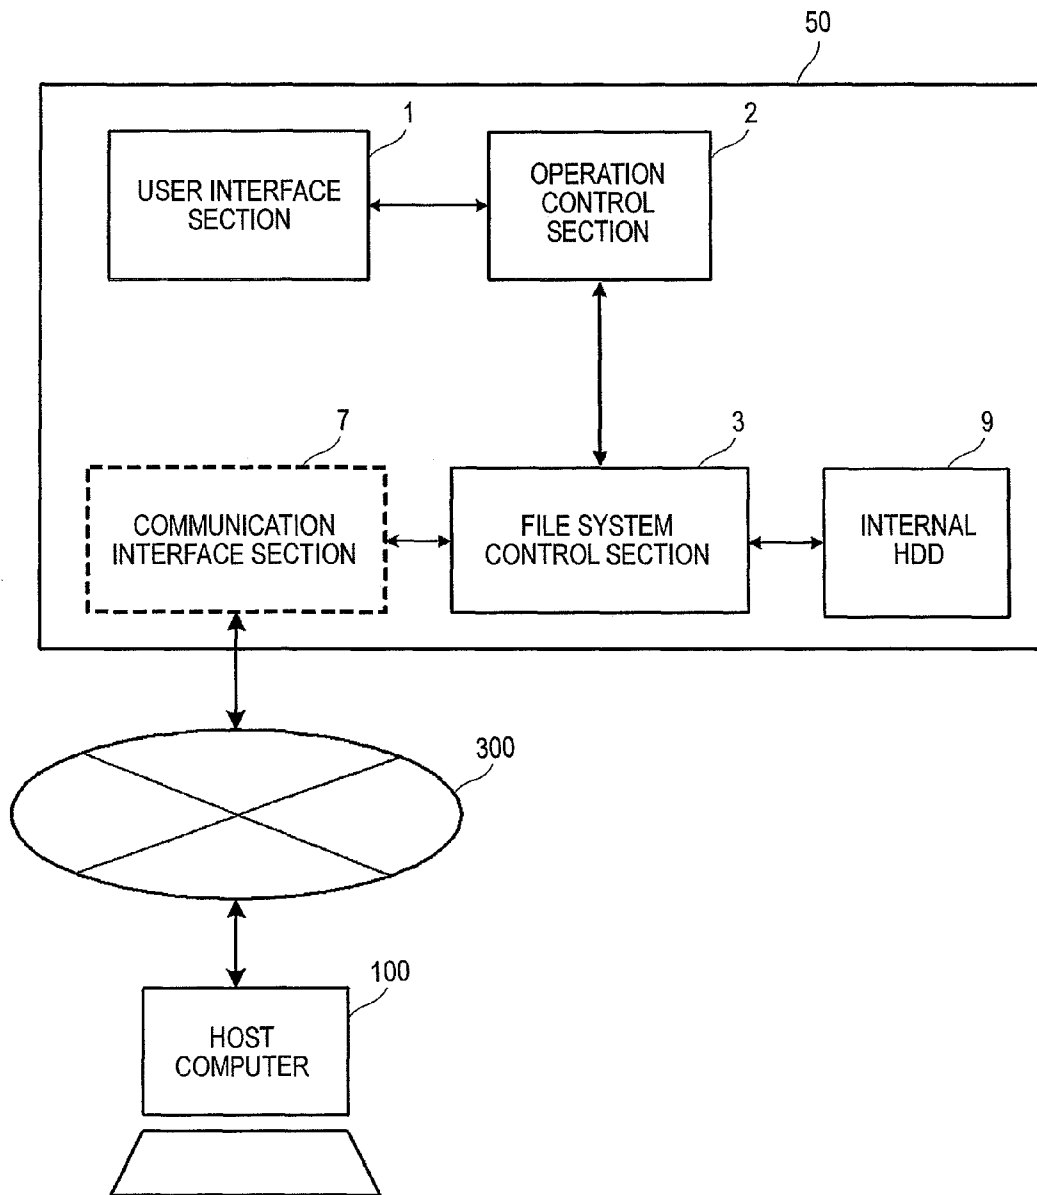 50
1
2
USER INTERFACE
SECTION
OPERATION
CONTROL
SECTION
7
3
9
COMMUNICATION
INTERFACE SECTION
FILE SYSTEM
CONTROL SECTION
INTERNAL
HDD
300
100
HOST
COMPUTER